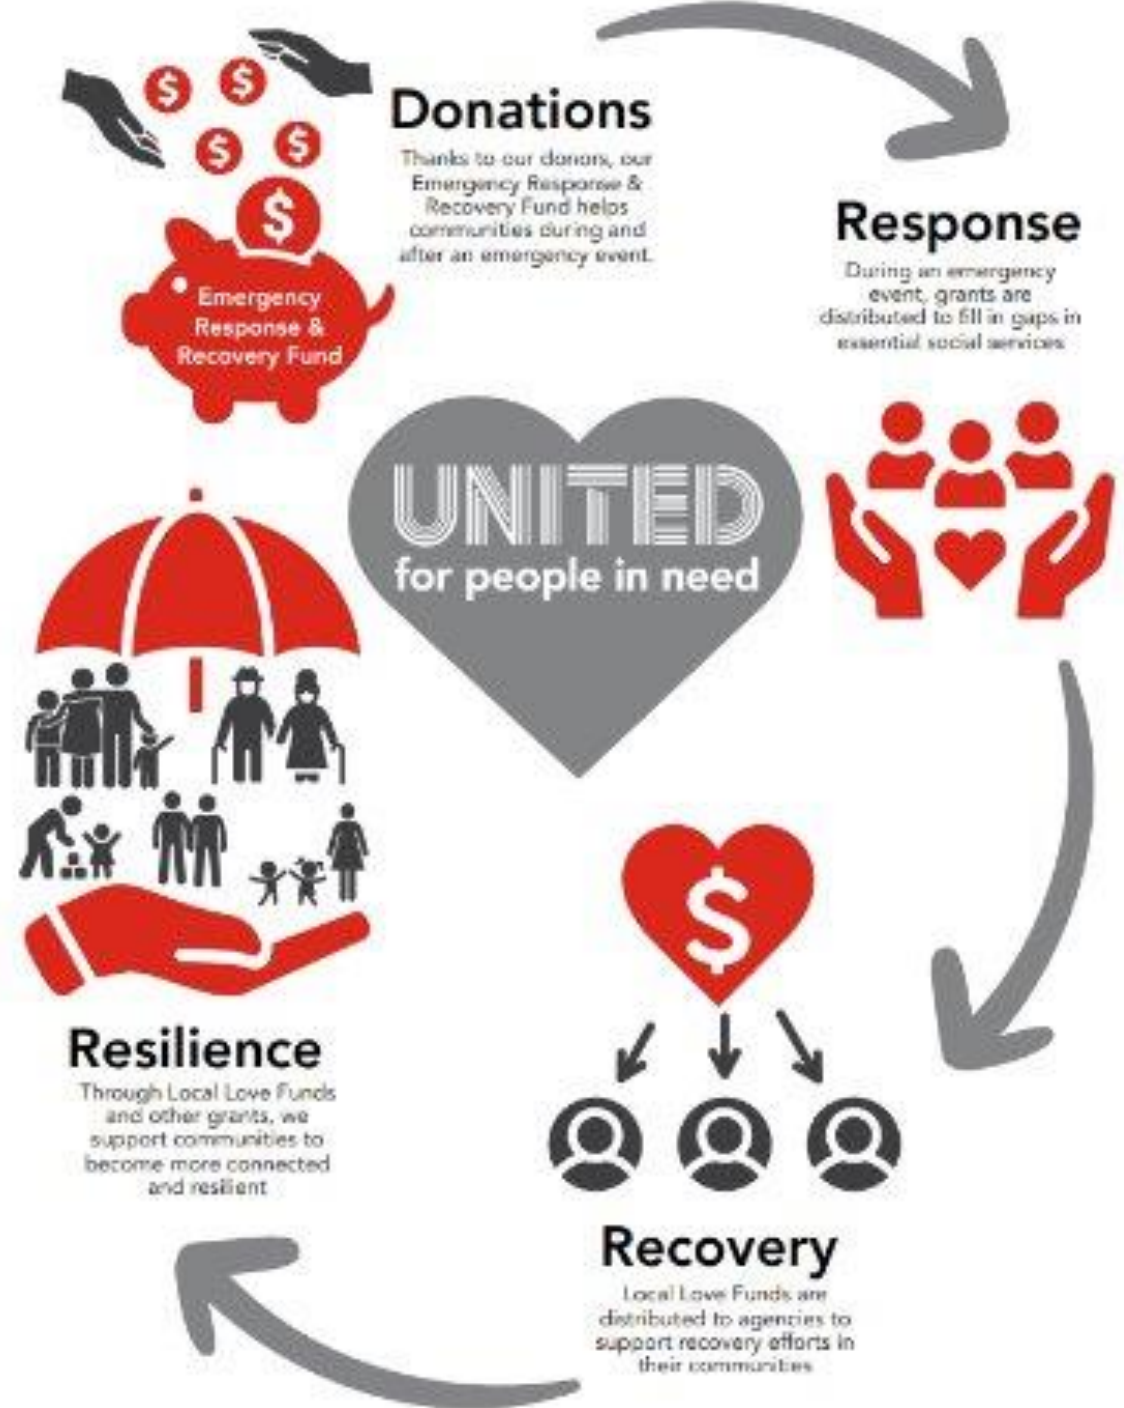 Donations
Thanks to our donors, our
Emergency Response &
Recovery Fund helps
communities during and
after an emergency event.
$
$
$
$
$
Emergency
Response &
Recovery Fund
Response
During an emergency
event, grants are
distributed to fill in gaps in
essential social services
UNITED
for people in need
$
Recovery
Local Love Funds are
distributed to agencies to
support recovery efforts in
their communities
Resilience
Through Local Love Funds
and other grants, we
support communities to
become more connected
and resilient